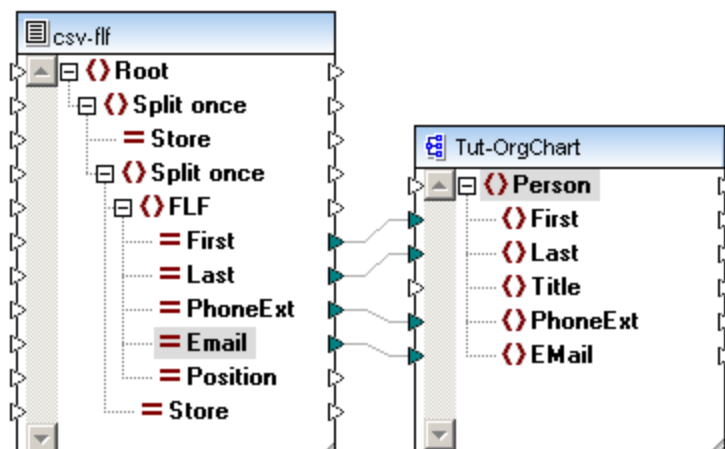 csv-flf
Root
Split once
Store
Split once
FLF
First
Last
PhoneExt
Email
Position
Store
Tut-OrgChart
Person
First
Last
Title
PhoneExt
EMail